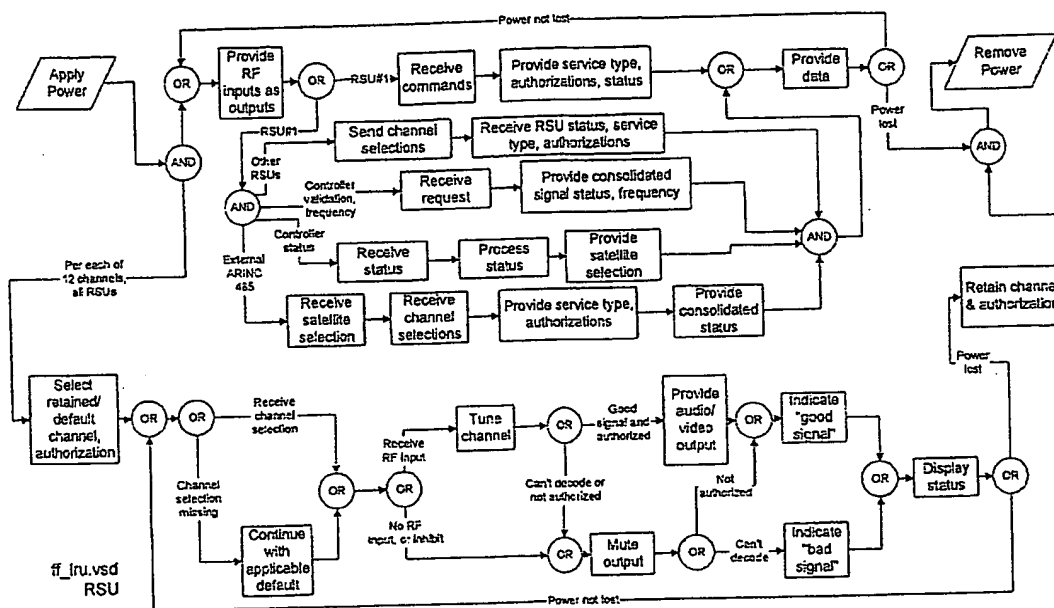 Power not lost
Apply
Power
OR
Provide
RF
inputs as
outputs
OR
RSU#1
Receive
commands
Provide service type,
authorizations, status
OR
Provide
data
OR
Remove
Power
Power
lost
AND
AND
RSU#1
Other
RSUs
Send channel
selections
Receive RSU status, service
type, authorizations
AND
Controller
validation,
frequency
Receive
request
Provide consolidated
signal status, frequency
Controller
status
Receive
status
Process
status
Provide
satellite
selection
AND
External
ARINC
485
Receive
satellite
selection
Receive
channel
selections
Provide service type,
authorizations
Provide
consolidated
status
Per each of
12 channels,
all RSUs
Retain channel
& authorization
Power
lost
Select
retained/
default
channel,
authorization
OR
OR
Receive
channel
selection
Channel
selection
missing
Continue with
applicable
default
OR
OR
Receive
RF input
No RF
input, or inhibit
Tune
channel
OR
Good
signal and
authorized
Can't decode or
not authorized
Provide
audio/
video
output
OR
Indicate
"good
signal"
Not
authorized
OR
Mute
output
OR
Can't
decode
Indicate
"bad
signal"
OR
Display
status
OR
ff_lru.vsd
RSU
Power not lost